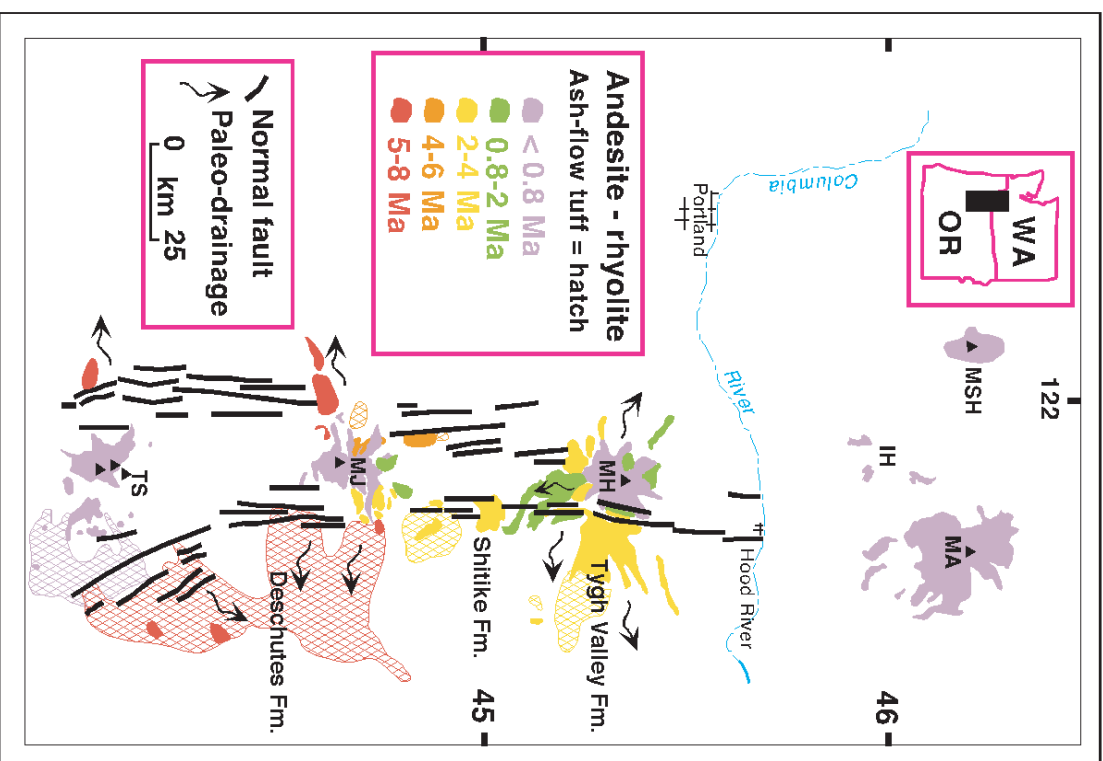 122
46
45
WA
OR
MSH
IH
MA
Columbia
River
Portland
Hood River
Andesite - rhyolite
Ash-flow tuff = hatch
< 0.8 Ma
0.8-2 Ma
2-4 Ma
4-6 Ma
5-8 Ma
MH
Tygh Valley Fm.
Shitike Fm.
MJ
Deschutes Fm.
TS
Normal fault
Paleo-drainage
0 km 25